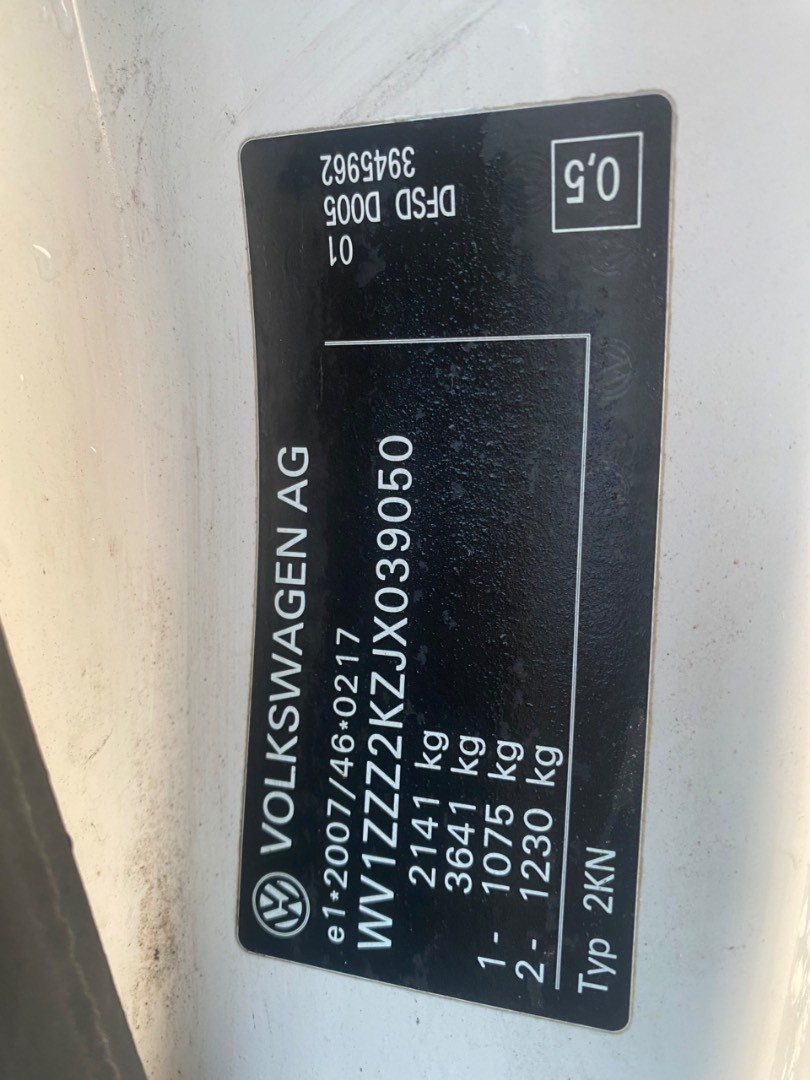 VOLKSWAGEN AG
e1*2007/46*0217
WV1ZZZ2KZJX039050
2141 kg
3641 kg
1- 1075 kg
2- 1230 kg
Typ 2KN
3945962
DFSD D005
01
0,5